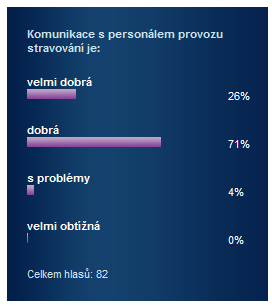 Komunikace s personálem provozu
stravování je:
velmi dobrá
26%
dobrá
71%
s problémy
4%
velmi obtížná
0%
Celkem hlasů: 82